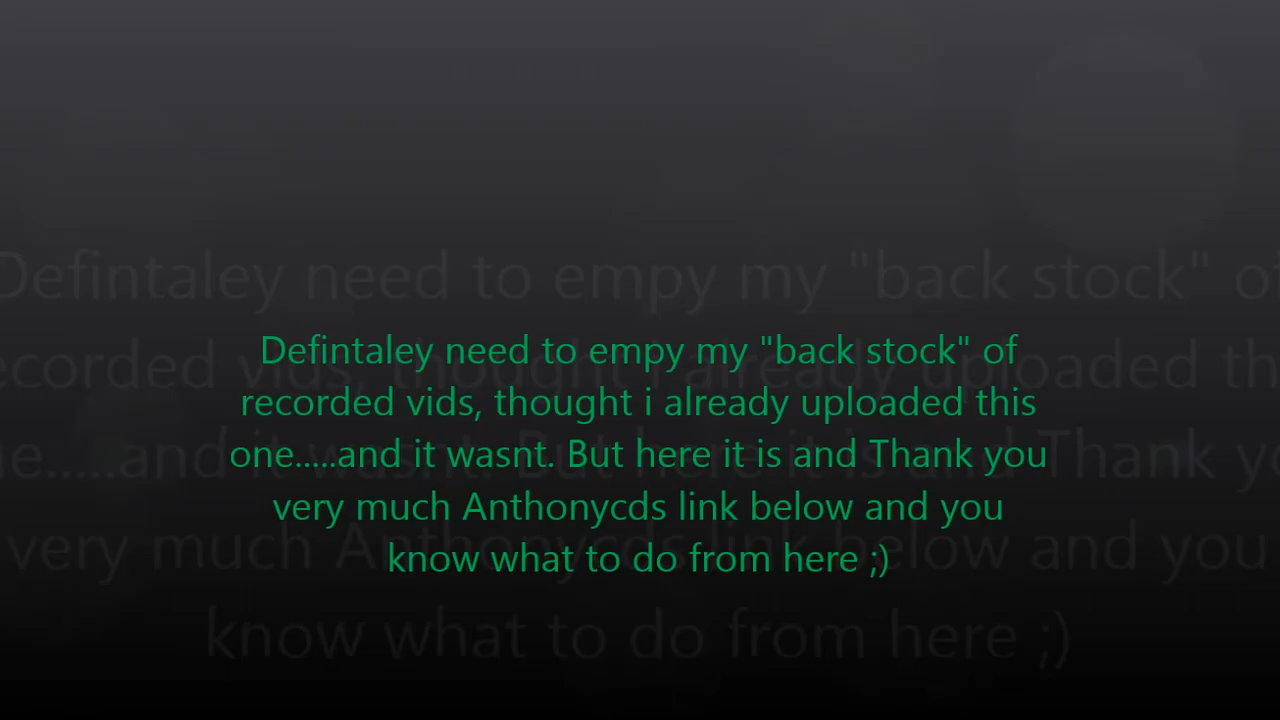 Defintaley need to empy my "back stock" of
recorded vids, thought i already uploaded this
one.....and it wasnt. But here it is and Thank you
very much Anthonycds link below and you
know what to do from here ;)